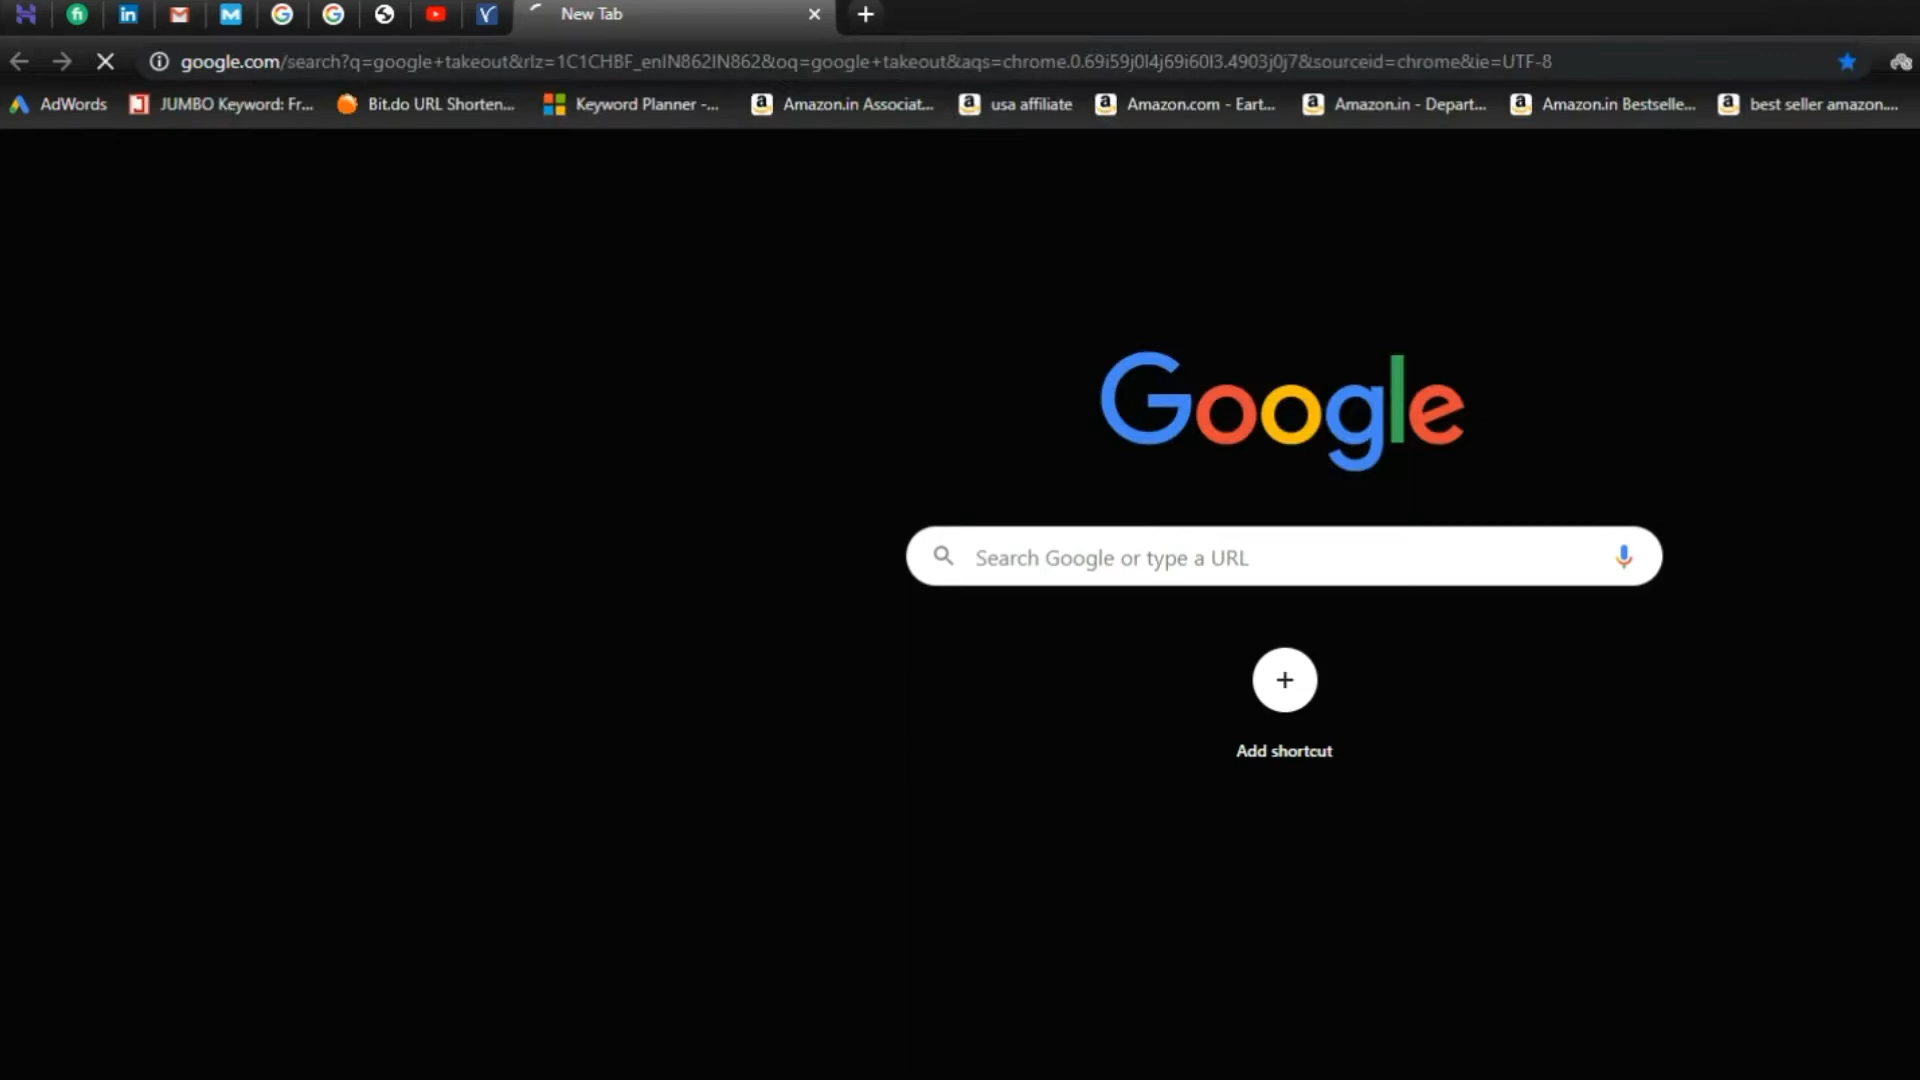 New Tab
google.com/search?q=google+takeout&rlz=1C1CHBF_enIN862IN862&oq=google+takeout&aqs=chrome.0.69i59j0l4j69i60l3.4903j0j7&sourceid=chrome&ie=UTF-8
AdWords JUMBO Keyword: Fr... Bit.do URL Shorten... Keyword Planner -... Amazon.in Associat... usa affiliate Amazon.com - Eart... Amazon.in - Depart... Amazon.in Bestselle... best seller amazon....
Google
Search Google or type a URL
Add shortcut